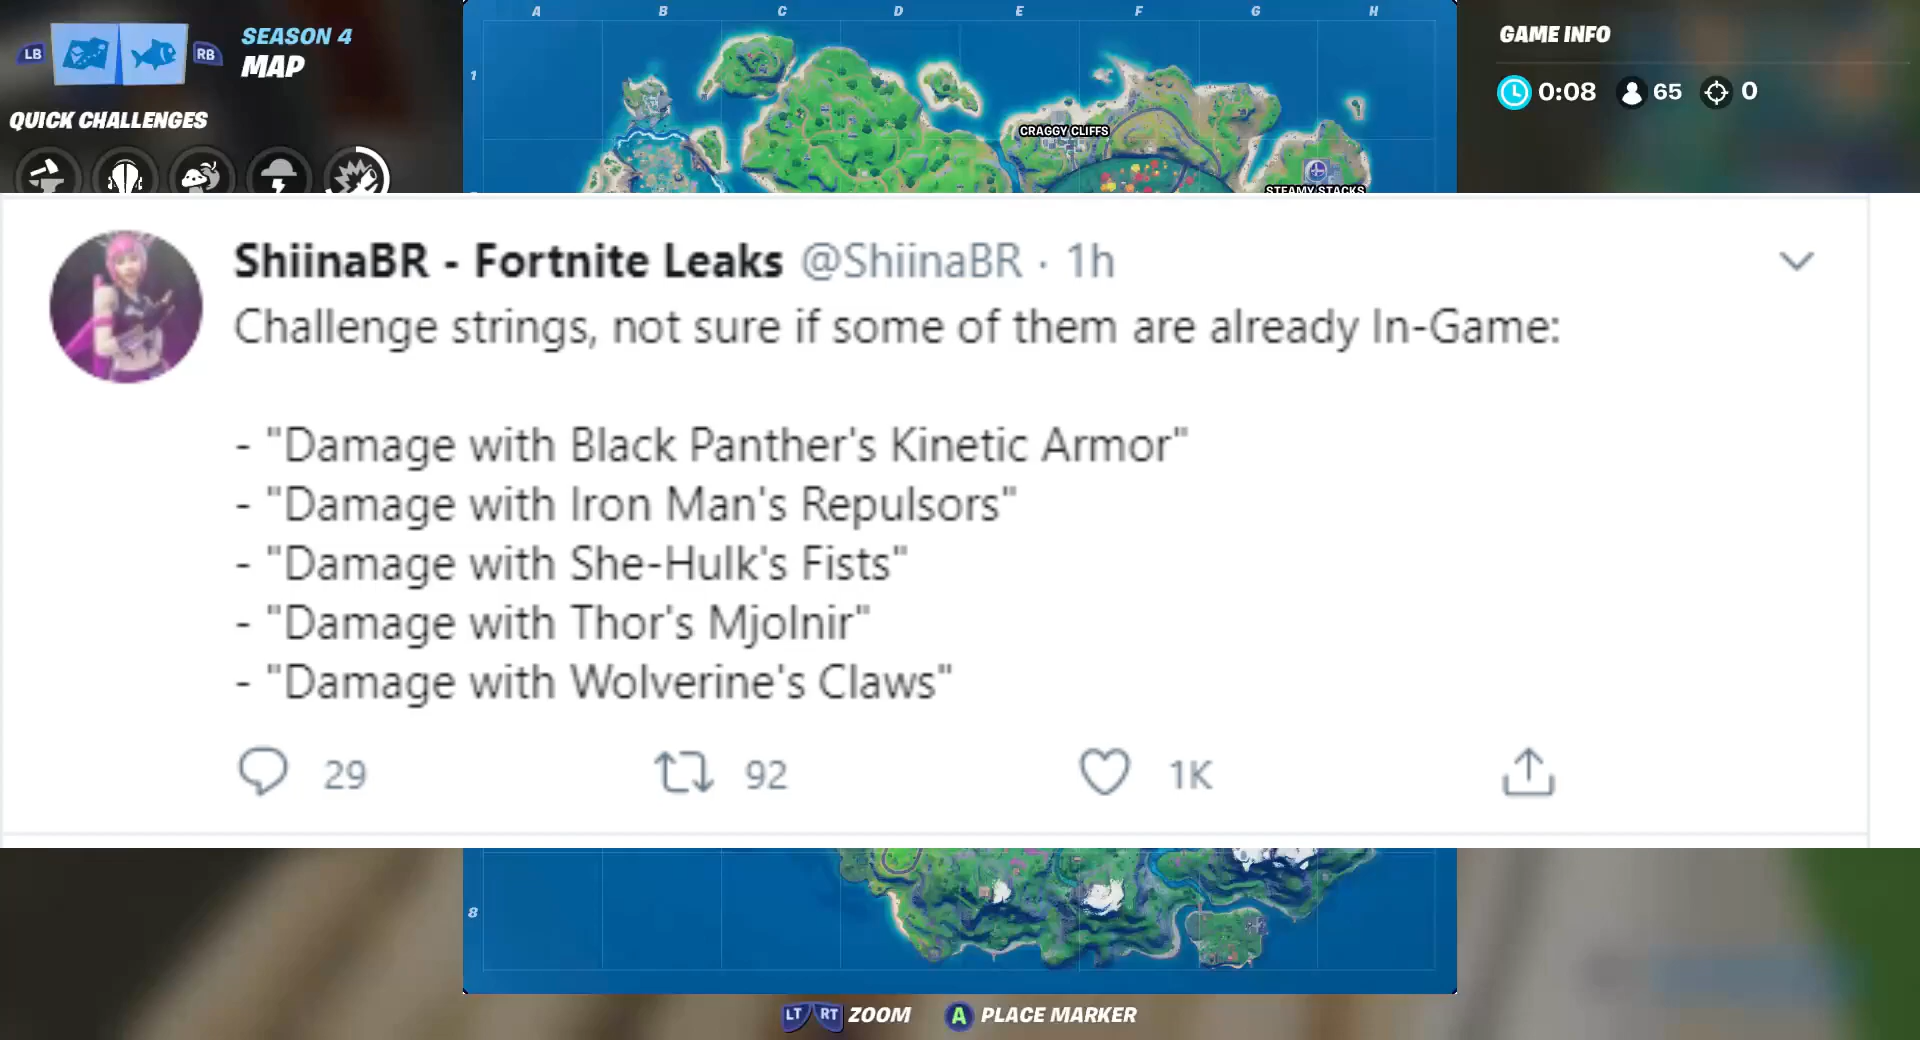 A B C D E F G H
LB RB SEASON 4
MAP
GAME INFO
1
0:08 65 0
QUICK CHALLENGES
CRAGGY CLIFFS
STEAMY STACKS
ShiinaBR - Fortnite Leaks @ShiinaBR · 1h
Challenge strings, not sure if some of them are already In-Game:
- "Damage with Black Panther's Kinetic Armor"
- "Damage with Iron Man's Repulsors"
- "Damage with She-Hulk's Fists"
- "Damage with Thor's Mjolnir"
- "Damage with Wolverine's Claws"
29 92 1K
8
LT RT ZOOM A PLACE MARKER